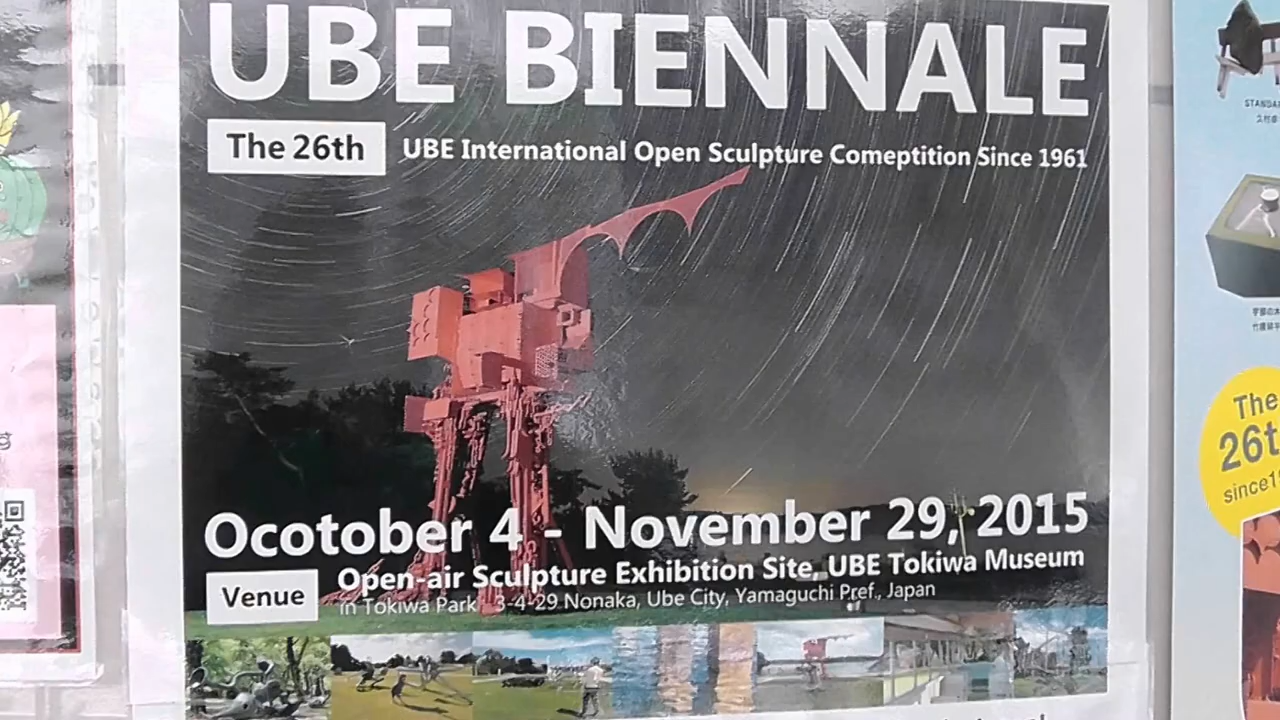 UBE BIENNALE
The 26th
UBE International Open Sculpture Comeptition Since 1961
Ocotober 4 - November 29, 2015
Venue
Open-air Sculpture Exhibition Site, UBE Tokiwa Museum
in Tokiwa Park 3-4-29 Nonaka, Ube City, Yamaguchi Pref., Japan
The
26t
since1